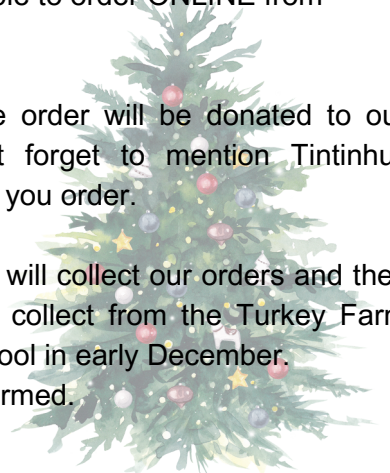 to order ONLINE from
e order will be donated to ou
t forget to mention Tintinhu
you order.
will collect our orders and the
collect from the Turkey Farr
ool in early December.
rmed.